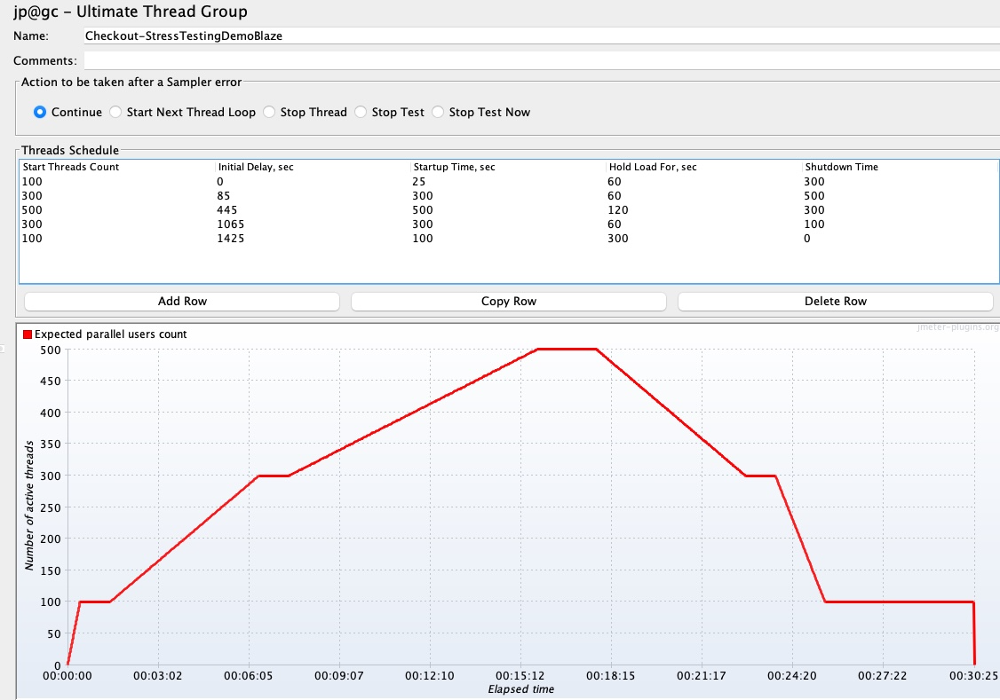 jp@gc - Ultimate Thread Group
Name: Checkout-StressTestingDemoBlaze
Comments:
Action to be taken after a Sampler error
Continue Start Next Thread Loop Stop Thread Stop Test Stop Test Now
Threads Schedule
Start Threads Count Initial Delay, sec Startup Time, sec Hold Load For, sec Shutdown Time
100 0 25 60 300
300 85 300 60 500
500 445 500 120 300
300 1065 300 60 100
100 1425 100 300 0
Add Row Copy Row Delete Row
jmeter-plugins.org
Expected parallel users count
500
450
400
350
300
250
200
150
100
50
0
Number of active threads
00:00:00 00:03:02 00:06:05 00:09:07 00:12:10 00:15:12 00:18:15 00:21:17 00:24:20 00:27:22 00:30:25
Elapsed time